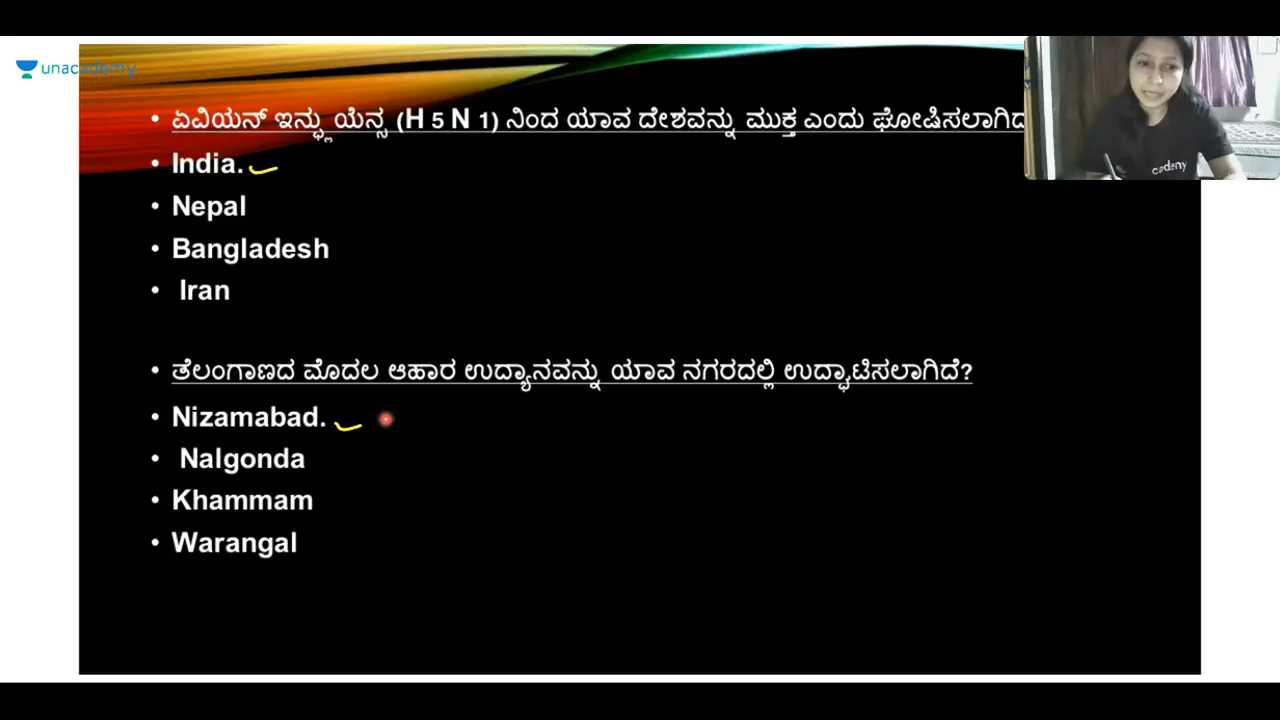 unacademy
• ಏವಿಯನ್ ಇನ್ಫ್ಲುಯೆನ್ಸ (H 5 N 1) ನಿಂದ ಯಾವ ದೇಶವನ್ನು ಮುಕ್ತ ಎಂದು ಘೋಷಿಸಲಾಗಿದ
• India.
• Nepal
• Bangladesh
• Iran
• ತೆಲಂಗಾಣದ ಮೊದಲ ಆಹಾರ ಉದ್ಯಾನವನ್ನು ಯಾವ ನಗರದಲ್ಲಿ ಉದ್ಘಾಟಿಸಲಾಗಿದೆ?
• Nizamabad.
• Nalgonda
• Khammam
• Warangal
cademy